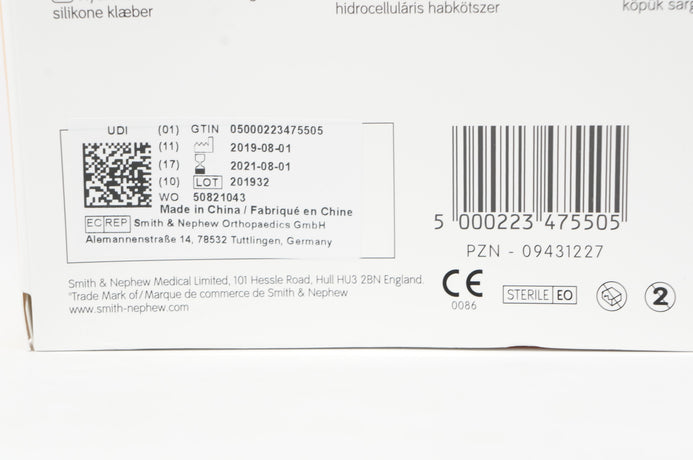 silikone klæber
hidrocelluláris habkötszer
köpük
UDI (01) GTIN 05000223475505
(11) 2019-08-01
(17) 2021-08-01
(10) LOT 201932
WO 50821043
Made in China / Fabriqué en Chine
EC REP Smith & Nephew Orthopaedics GmbH
Alemannenstraße 14, 78532 Tuttlingen, Germany
5 000223 475505
PZN - 09431227
Smith & Nephew Medical Limited, 101 Hessle Road, Hull HU3 2BN England.
*Trade Mark of/Marque de commerce de Smith & Nephew
www.smith-nephew.com
CE
0086
STERILE EO
2